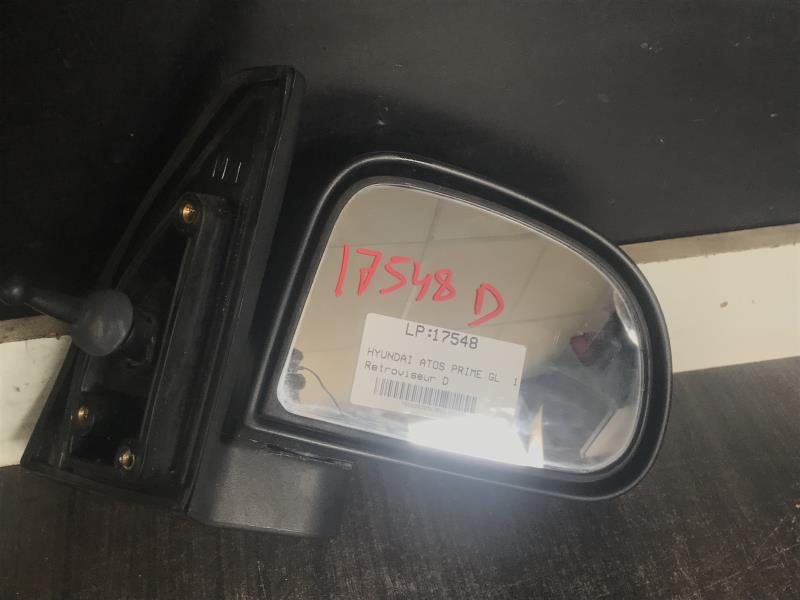 17548 D
LP:17548
HYUNDAI ATOS PRIME GL 1
Retroviseur D